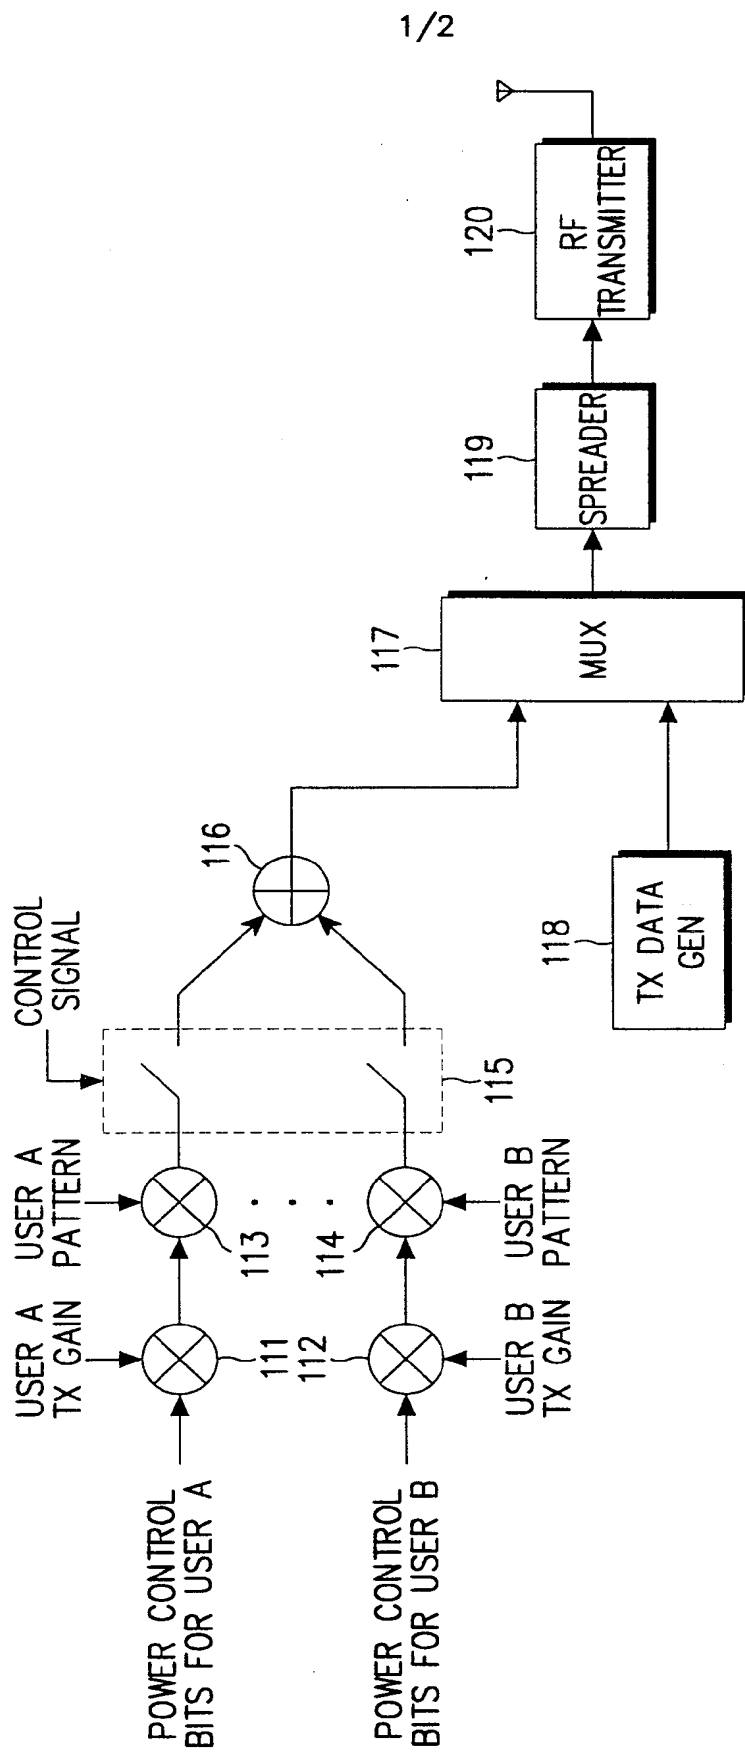 1/2
POWER CONTROL
BITS FOR USER A
USER A
TX GAIN
111
USER A
PATTERN
113
CONTROL
SIGNAL
115
116
POWER CONTROL
BITS FOR USER B
112
USER B
TX GAIN
114
USER B
PATTERN
117
MUX
118
TX DATA
GEN
119
SPREADER
120
RF
TRANSMITTER